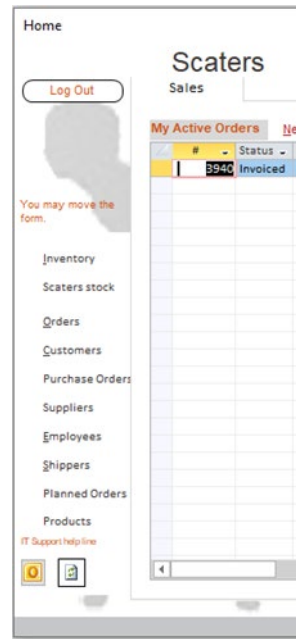 Home
Scaters
Log Out
Sales
My Active Orders
# Status
3940 Invoiced
You may move the
form.
Inventory
Scaters stock
Orders
Customers
Purchase Orders
Suppliers
Employees
Shippers
Planned Orders
Products
IT Support help line